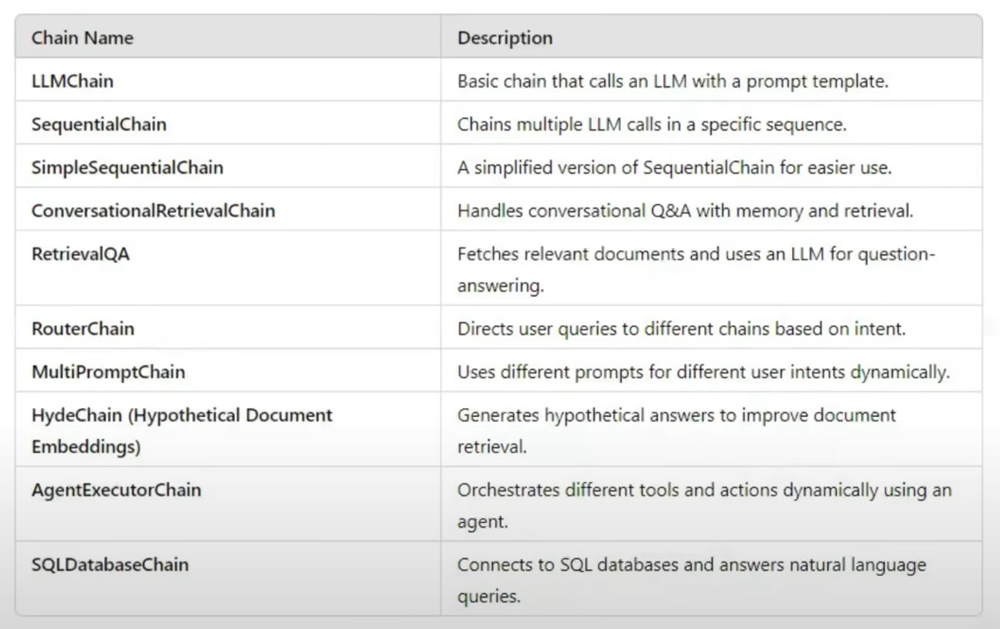 Chain Name
Description
LLMChain
Basic chain that calls an LLM with a prompt template.
SequentialChain
Chains multiple LLM calls in a specific sequence.
SimpleSequentialChain
A simplified version of SequentialChain for easier use.
ConversationalRetrievalChain
Handles conversational Q&A with memory and retrieval.
RetrievalQA
Fetches relevant documents and uses an LLM for question-
answering.
RouterChain
Directs user queries to different chains based on intent.
MultiPromptChain
Uses different prompts for different user intents dynamically.
HydeChain (Hypothetical Document
Embeddings)
Generates hypothetical answers to improve document
retrieval.
AgentExecutorChain
Orchestrates different tools and actions dynamically using an
agent.
SQLDatabaseChain
Connects to SQL databases and answers natural language
queries.